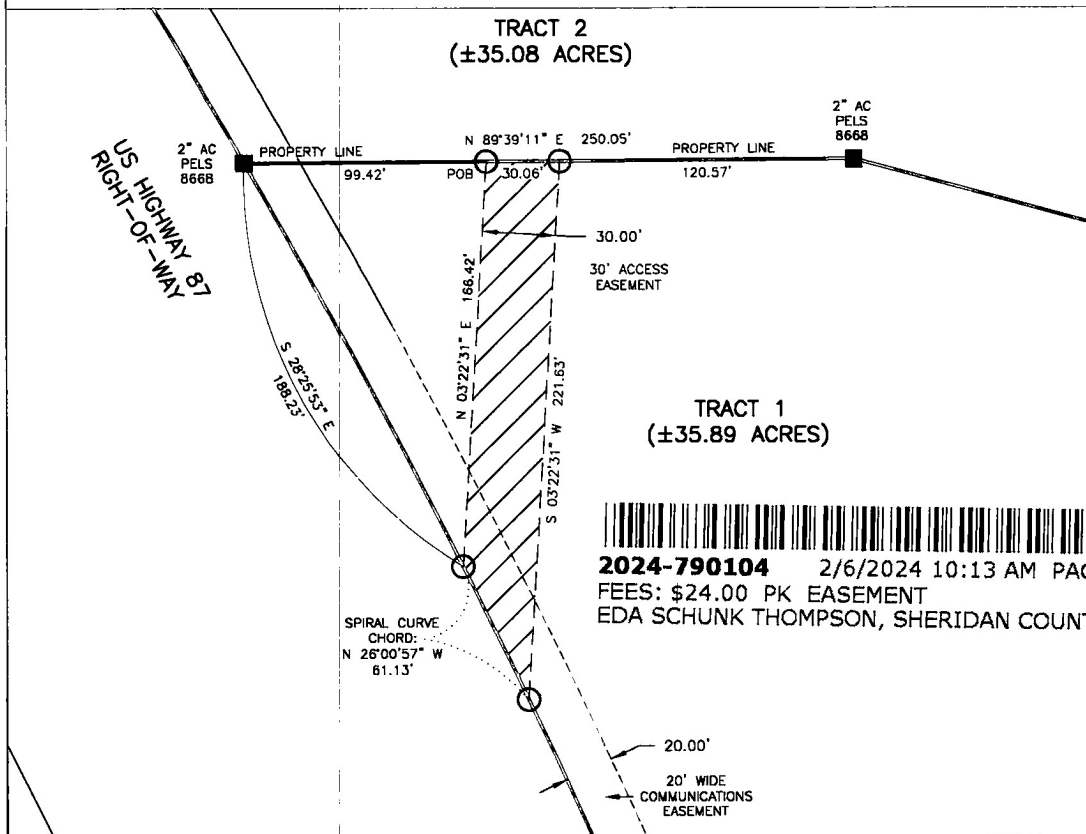 TRACT 2
(±35.08 ACRES)
2" AC
PELS
8668
N 89°39'11" E 250.05'
2" AC
PELS
8668
PROPERTY LINE
99.42'
POB
30.06'
PROPERTY LINE
120.57'
US HIGHWAY 87
RIGHT-OF-WAY
30.00'
30' ACCESS
EASEMENT
N 03°22'31" E 166.42'
S 03°22'31" W 221.63'
S 28°25'53" E
188.23'
TRACT 1
(±35.89 ACRES)
2024-790104 2/6/2024 10:13 AM PAG
FEES: $24.00 PK EASEMENT
EDA SCHUNK THOMPSON, SHERIDAN COUNT
SPIRAL CURVE
CHORD:
N 26°00'57" W
61.13'
20.00'
20' WIDE
COMMUNICATIONS
EASEMENT